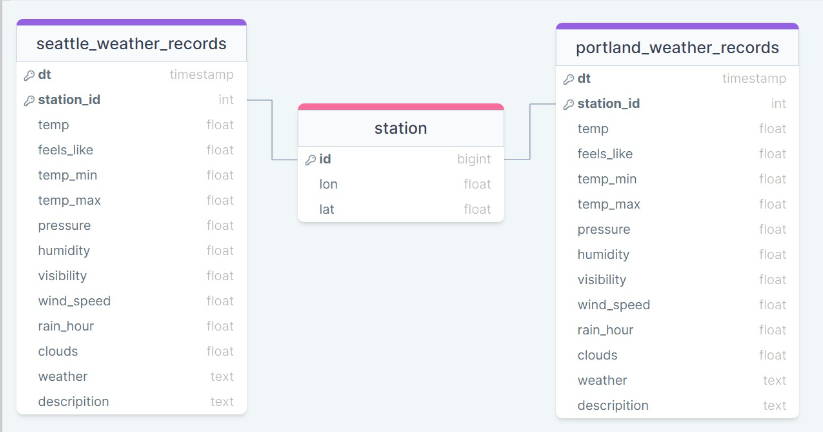 seattle_weather_records
dt timestamp
station_id int
temp float
feels_like float
temp_min float
temp_max float
pressure float
humidity float
visibility float
wind_speed float
rain_hour float
clouds float
weather text
descripition text
station
id bigint
lon float
lat float
portland_weather_records
dt timestamp
station_id int
temp float
feels_like float
temp_min float
temp_max float
pressure float
humidity float
visibility float
wind_speed float
rain_hour float
clouds float
weather text
descripition text